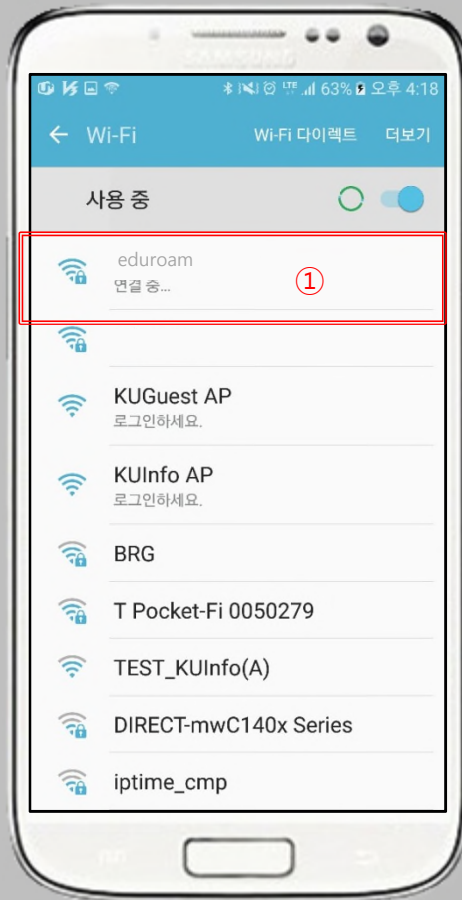 SAMSUNG
63% 오후 4:18
Wi-Fi Wi-Fi 다이렉트 더보기
사용 중
eduroam
연결 중...
①
KUGuest AP
로그인하세요.
KUInfo AP
로그인하세요.
BRG
T Pocket-Fi 0050279
TEST_KUInfo(A)
DIRECT-mwC140x Series
iptime_cmp